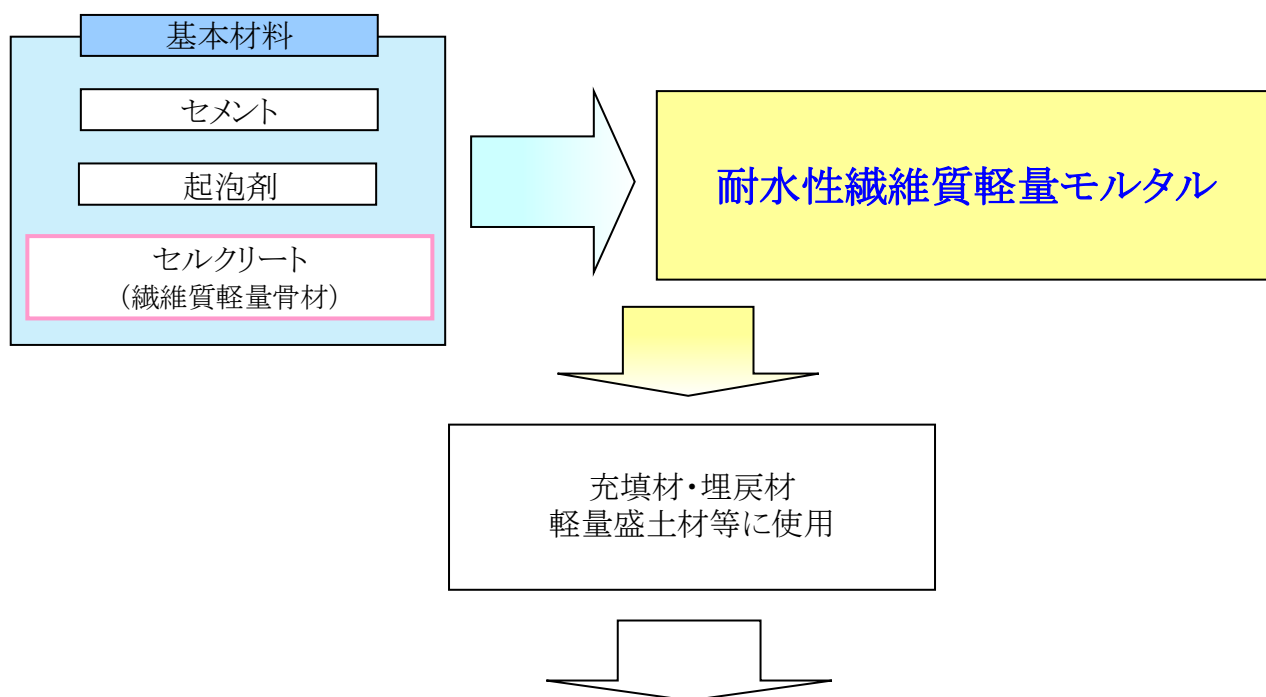 基本材料
セメント
起泡剤
セルクリート
(繊維質軽量骨材)
耐水性繊維質軽量モルタル
充填材・埋戻材
軽量盛土材等に使用